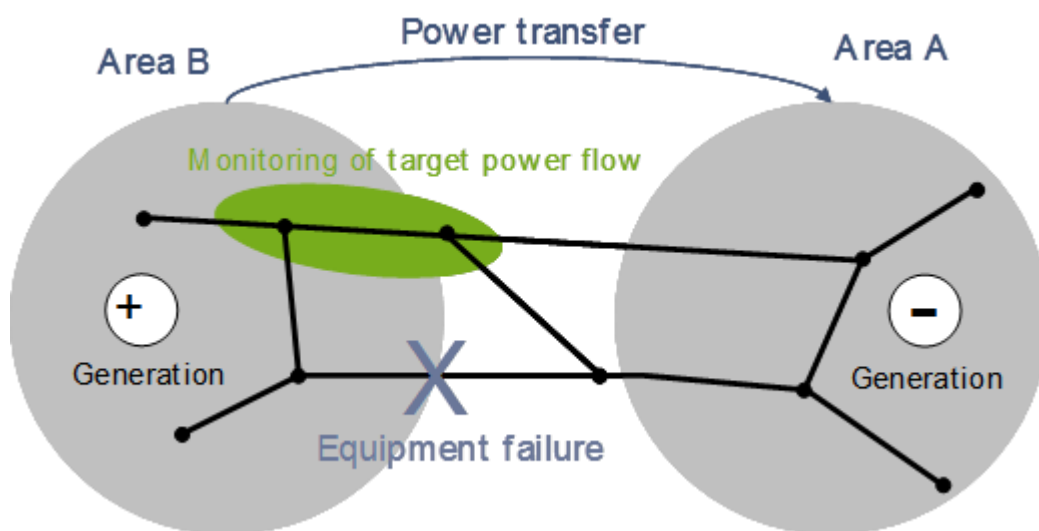 Power transfer
Area B
Area A
Monitoring of target power flow
+
-
Generation
Generation
X
Equipment failure